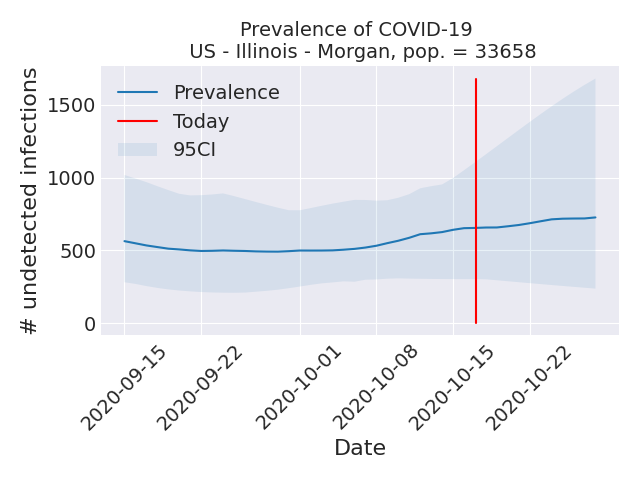 Prevalence of COVID-19
US - Illinois - Morgan, pop. = 33658
Prevalence
Today
95CI
# undetected infections
1500
1000
500
0
2020-09-15
2020-09-22
2020-10-01
2020-10-08
2020-10-15
2020-10-22
Date